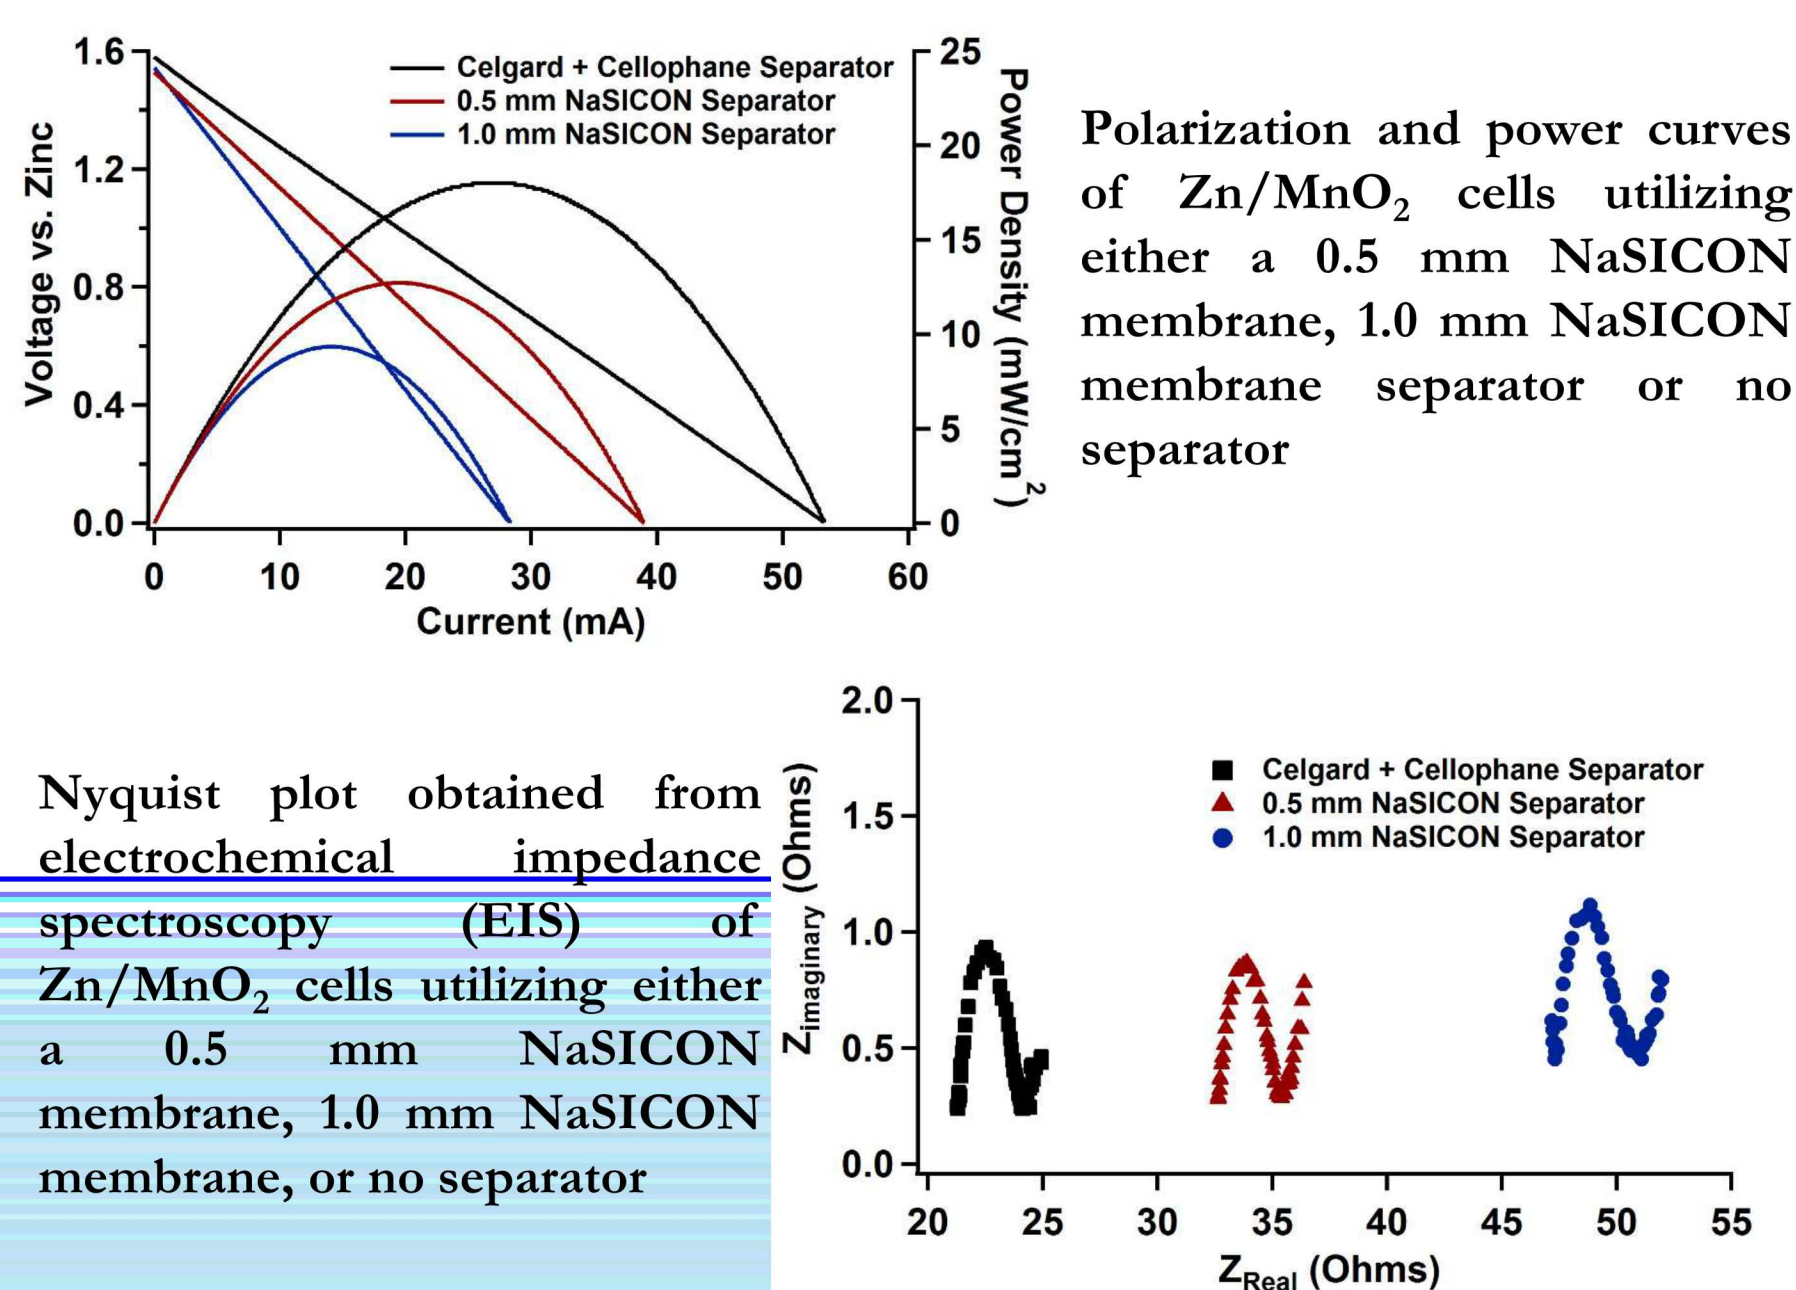 1.6
1.2
0.8
0.4
0.0
Voltage vs. Zinc
Celgard + Cellophane Separator
0.5 mm NaSICON Separator
1.0 mm NaSICON Separator
25
20
15
10
5
0
Power Density (mW/cm²)
0 10 20 30 40 50 60
Current (mA)
Polarization and power curves
of Zn/MnO₂ cells utilizing
either a 0.5 mm NaSICON
membrane, 1.0 mm NaSICON
membrane separator or no
separator
Nyquist plot obtained from
electrochemical impedance
spectroscopy (EIS) of
Zn/MnO₂ cells utilizing either
a 0.5 mm NaSICON
membrane, 1.0 mm NaSICON
membrane, or no separator
2.0
1.5
1.0
0.5
0.0
Zimaginary (Ohms)
Celgard + Cellophane Separator
0.5 mm NaSICON Separator
1.0 mm NaSICON Separator
20 25 30 35 40 45 50 55
ZReal (Ohms)